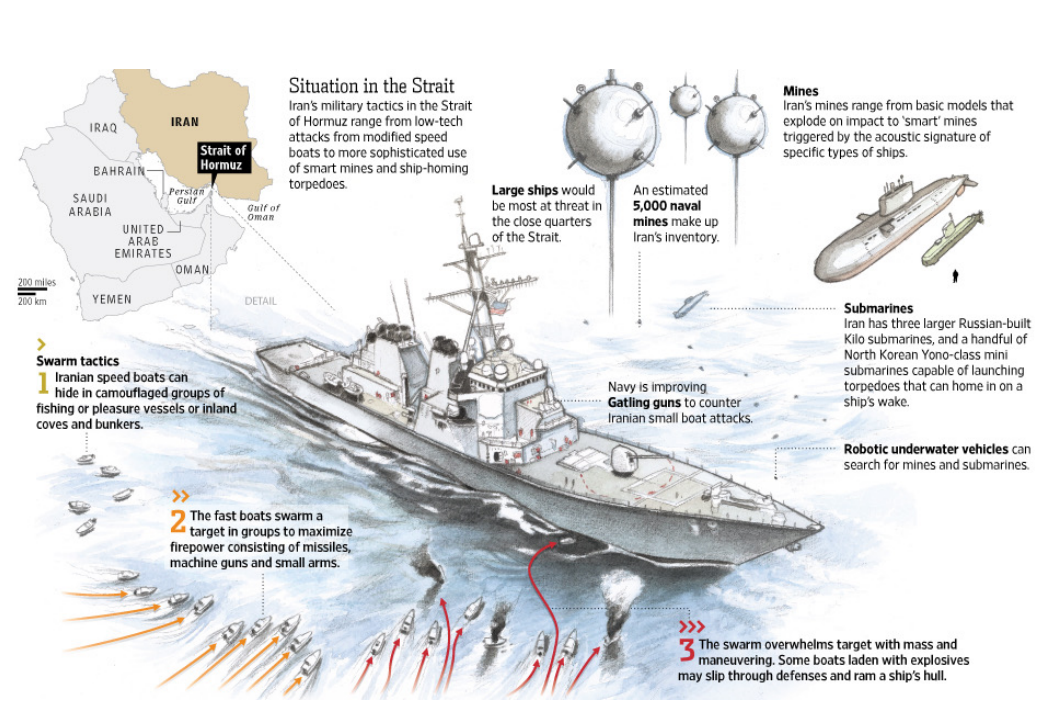 Situation in the Strait
Iran's military tactics in the Strait
of Hormuz range from low-tech
attacks from modified speed
boats to more sophisticated use
of smart mines and ship-homing
torpedoes.
IRAQ
IRAN
Strait of
Hormuz
BAHRAIN
Persian
Gulf
Gulf of
Oman
SAUDI
ARABIA
UNITED
ARAB
EMIRATES
OMAN
YEMEN
200 miles
200 km
DETAIL
Large ships would
be most at threat in
the close quarters
of the Strait.
An estimated
5,000 naval
mines make up
Iran's inventory.
Mines
Iran's mines range from basic models that
explode on impact to 'smart' mines
triggered by the acoustic signature of
specific types of ships.
Submarines
Iran has three larger Russian-built
Kilo submarines, and a handful of
North Korean Yono-class mini
submarines capable of launching
torpedoes that can home in on a
ship's wake.
Navy is improving
Gatling guns to counter
Iranian small boat attacks.
Robotic underwater vehicles can
search for mines and submarines.
Swarm tactics
1 Iranian speed boats can
hide in camouflaged groups of
fishing or pleasure vessels or inland
coves and bunkers.
2 The fast boats swarm a
target in groups to maximize
firepower consisting of missiles,
machine guns and small arms.
3 The swarm overwhelms target with mass and
maneuvering. Some boats laden with explosives
may slip through defenses and ram a ship's hull.